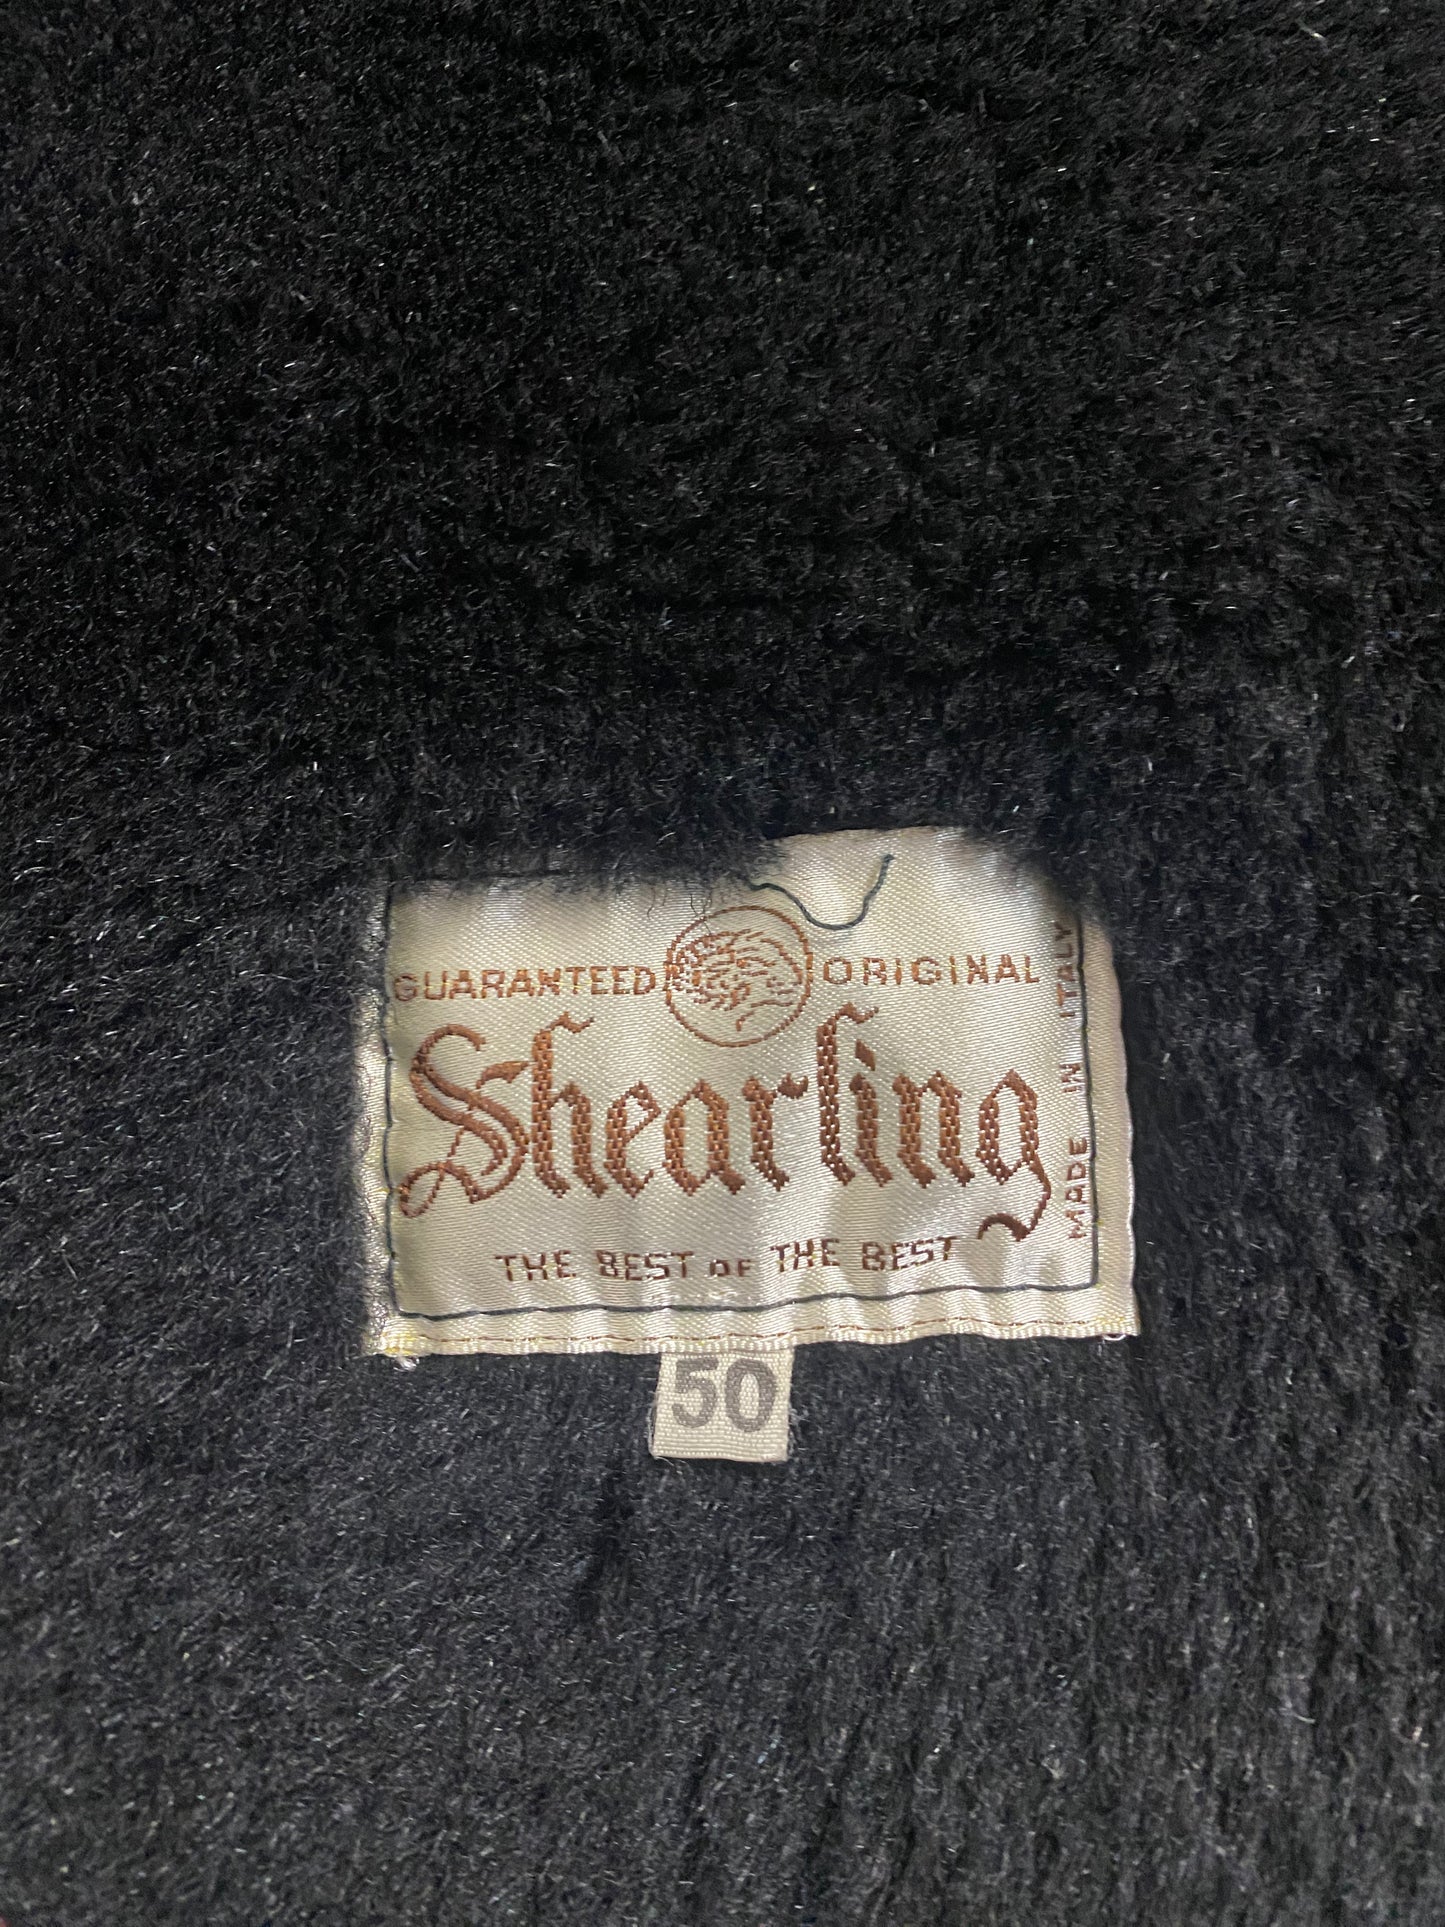 GUARANTEED ORIGINAL
Shearling
THE BEST OF THE BEST
MADE IN ITALY
50